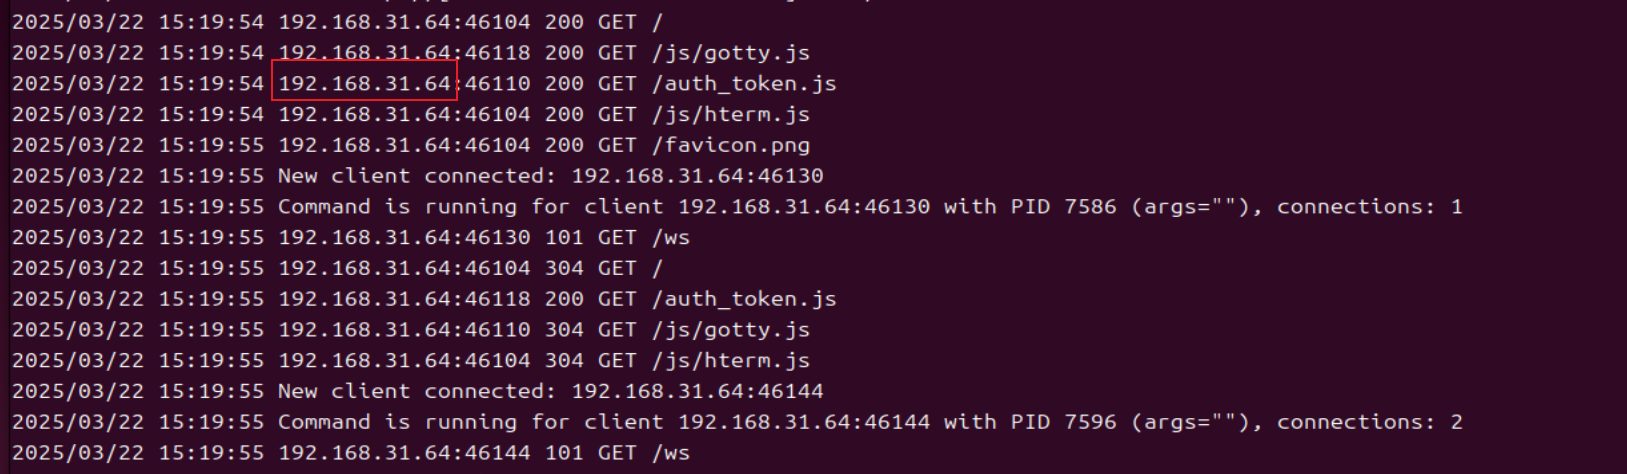 2025/03/22 15:19:54 192.168.31.64:46104 200 GET /
2025/03/22 15:19:54 192.168.31.64:46118 200 GET /js/gotty.js
2025/03/22 15:19:54 192.168.31.64:46110 200 GET /auth_token.js
2025/03/22 15:19:54 192.168.31.64:46104 200 GET /js/hterm.js
2025/03/22 15:19:55 192.168.31.64:46104 200 GET /favicon.png
2025/03/22 15:19:55 New client connected: 192.168.31.64:46130
2025/03/22 15:19:55 Command is running for client 192.168.31.64:46130 with PID 7586 (args=""), connections: 1
2025/03/22 15:19:55 192.168.31.64:46130 101 GET /ws
2025/03/22 15:19:55 192.168.31.64:46104 304 GET /
2025/03/22 15:19:55 192.168.31.64:46118 200 GET /auth_token.js
2025/03/22 15:19:55 192.168.31.64:46110 304 GET /js/gotty.js
2025/03/22 15:19:55 192.168.31.64:46104 304 GET /js/hterm.js
2025/03/22 15:19:55 New client connected: 192.168.31.64:46144
2025/03/22 15:19:55 Command is running for client 192.168.31.64:46144 with PID 7596 (args=""), connections: 2
2025/03/22 15:19:55 192.168.31.64:46144 101 GET /ws